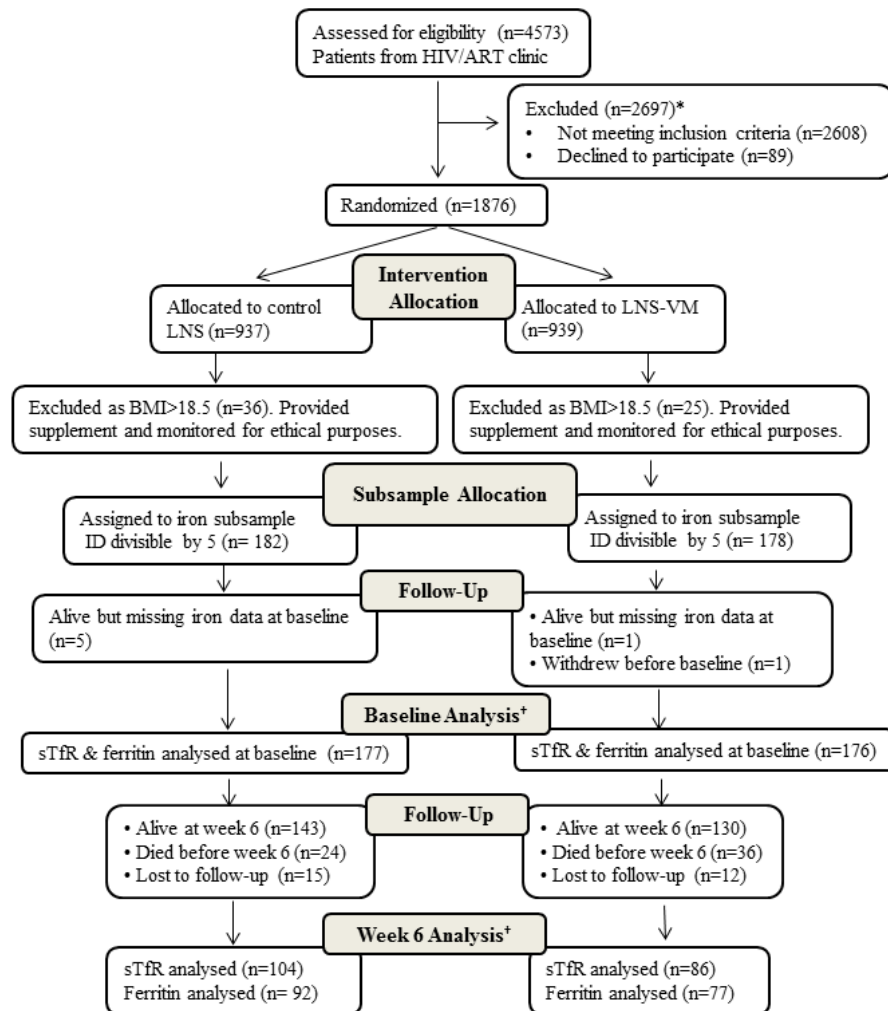 Assessed for eligibility (n=4573)
Patients from HIV/ART clinic
Excluded (n=2697)*
• Not meeting inclusion criteria (n=2608)
• Declined to participate (n=89)
Randomized (n=1876)
Intervention
Allocation
Allocated to control
LNS (n=937)
Allocated to LNS-VM
(n=939)
Excluded as BMI>18.5 (n=36). Provided
supplement and monitored for ethical purposes.
Excluded as BMI>18.5 (n=25). Provided
supplement and monitored for ethical purposes.
Subsample Allocation
Assigned to iron subsample
ID divisible by 5 (n= 182)
Assigned to iron subsample
ID divisible by 5 (n= 178)
Follow-Up
Alive but missing iron data at baseline
(n=5)
• Alive but missing iron data at
baseline (n=1)
• Withdrew before baseline (n=1)
Baseline Analysis†
sTfR & ferritin analysed at baseline (n=177)
sTfR & ferritin analysed at baseline (n=176)
Follow-Up
• Alive at week 6 (n=143)
• Died before week 6 (n=24)
• Lost to follow-up (n=15)
• Alive at week 6 (n=130)
• Died before week 6 (n=36)
• Lost to follow-up (n=12)
Week 6 Analysis†
sTfR analysed (n=104)
Ferritin analysed (n= 92)
sTfR analysed (n=86)
Ferritin analysed (n=77)